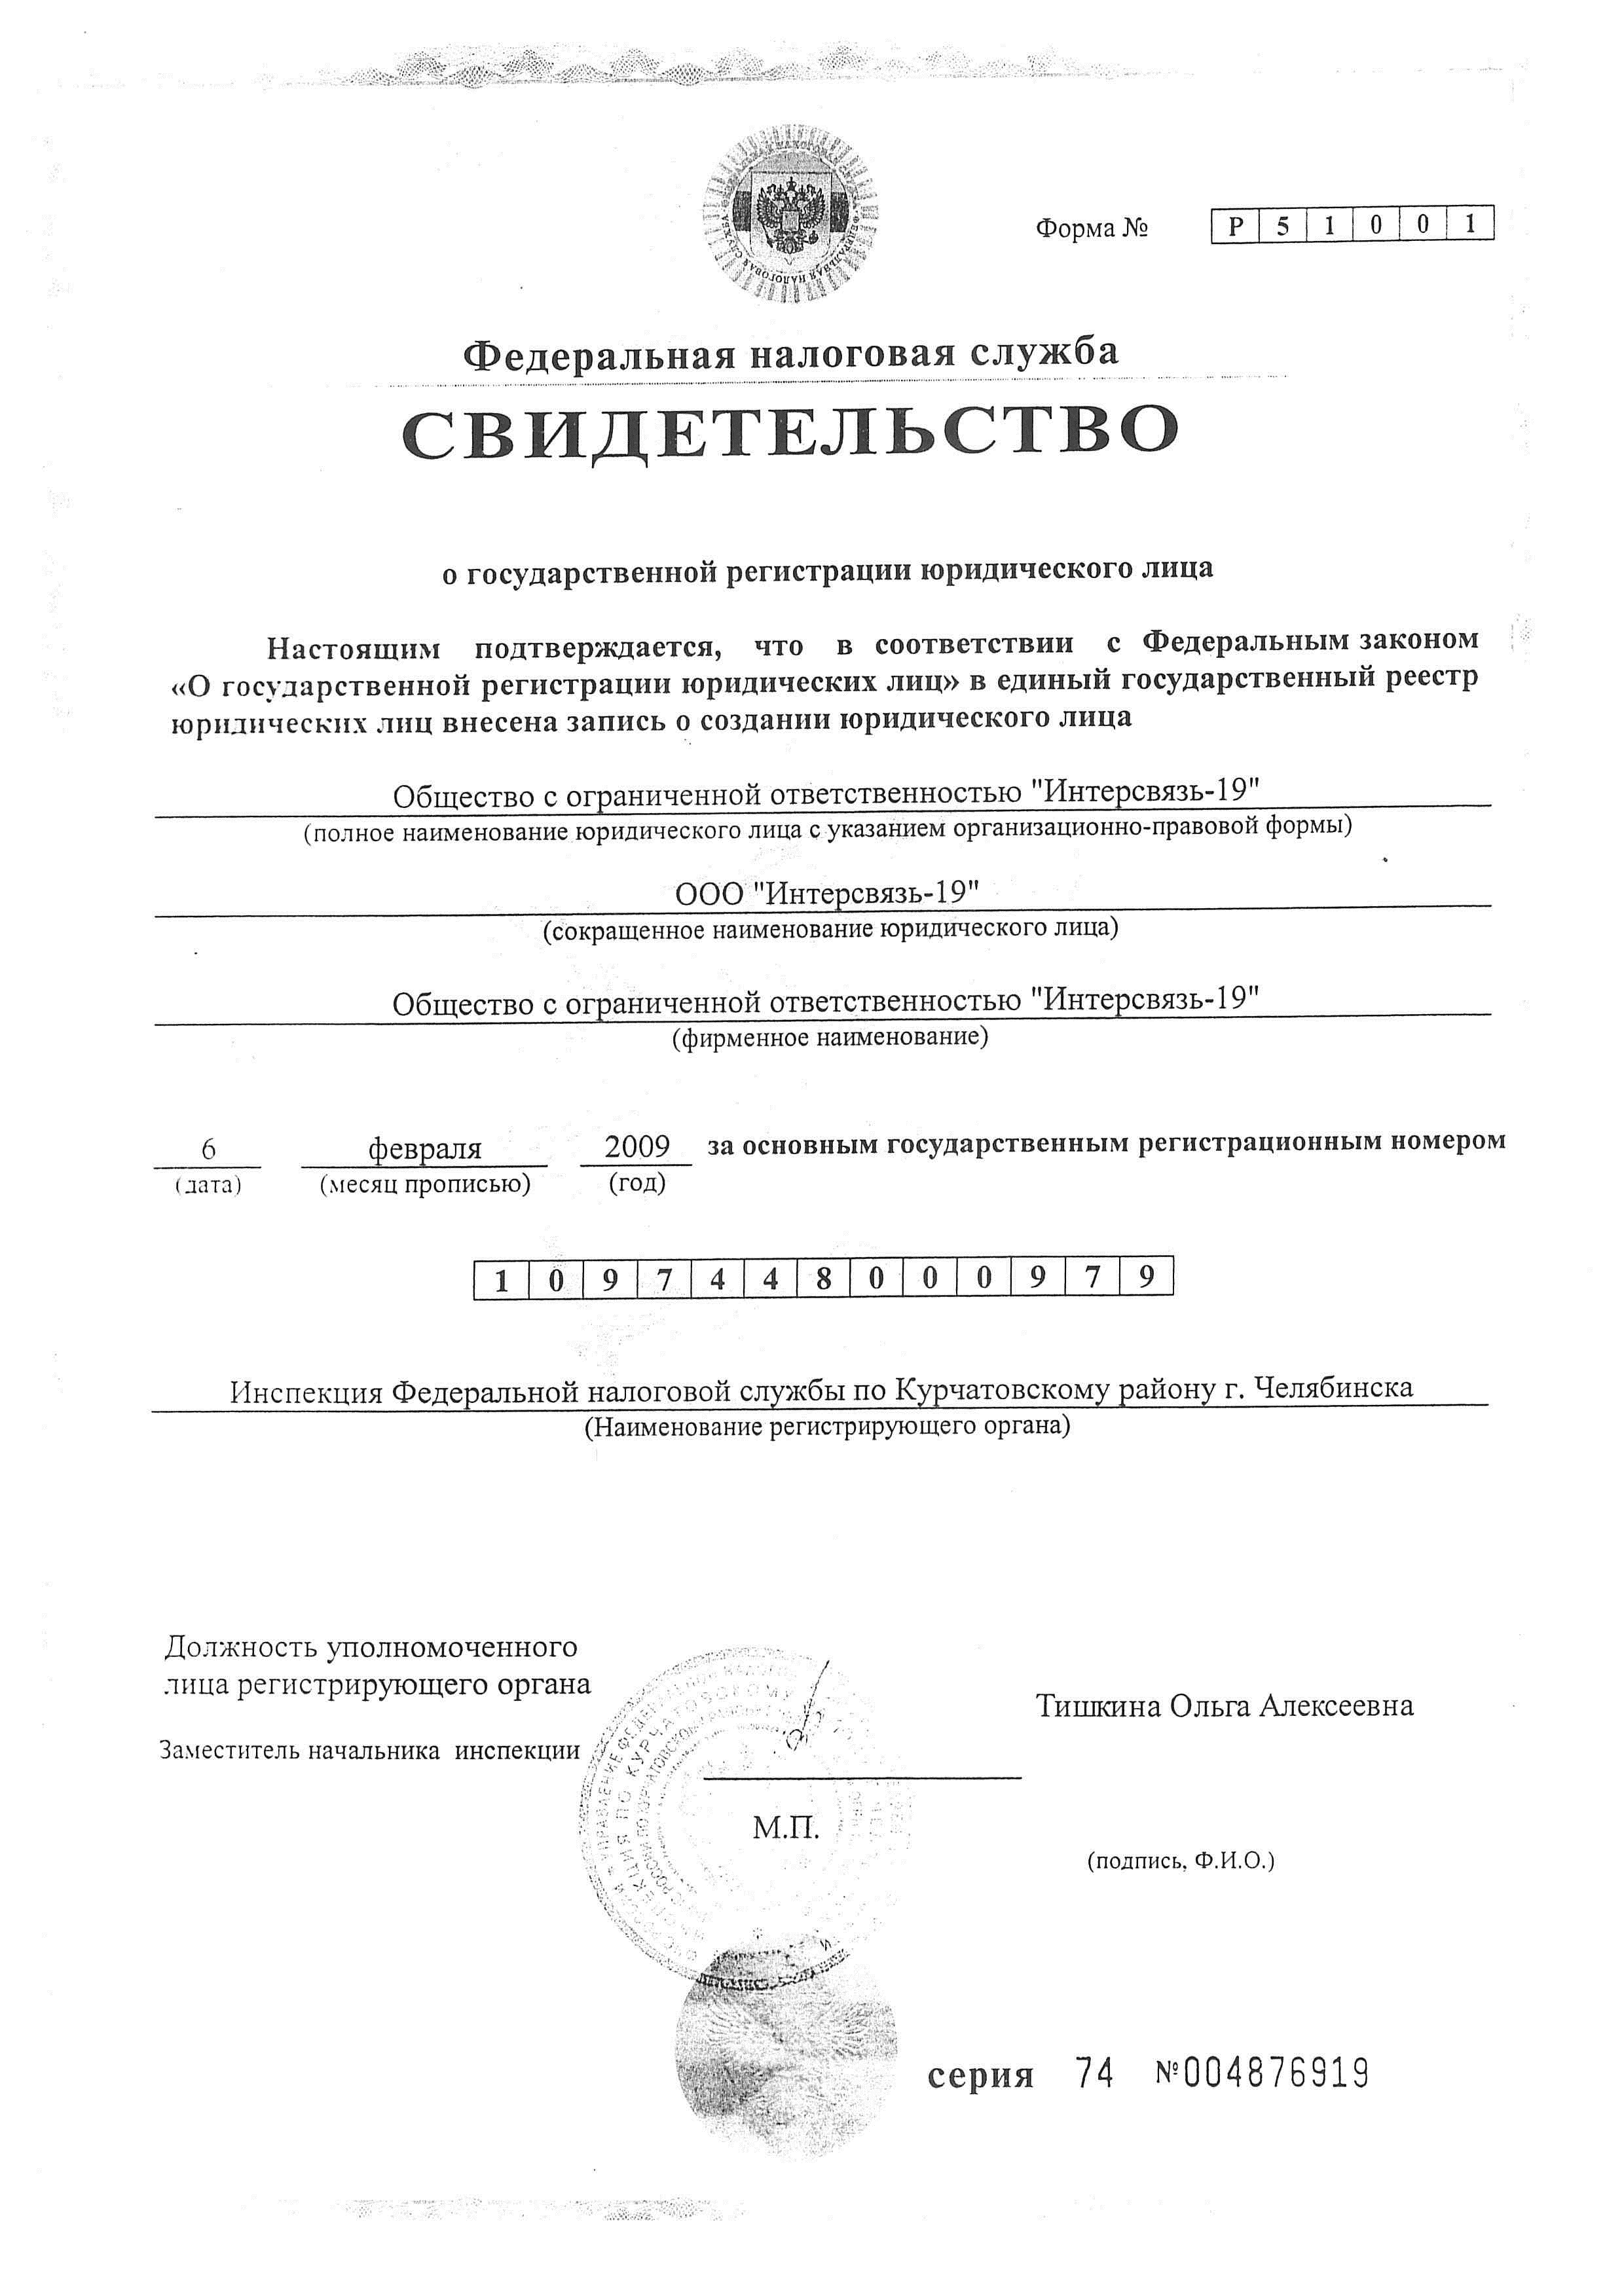 Форма № Р 5 1 0 0 1
Федеральная налоговая служба
СВИДЕТЕЛЬСТВО
о государственной регистрации юридического лица
Настоящим подтверждается, что в соответствии с Федеральным законом
«О государственной регистрации юридических лиц» в единый государственный реестр
юридических лиц внесена запись о создании юридического лица
Общество с ограниченной ответственностью "Интерсвязь-19"
(полное наименование юридического лица с указанием организационно-правовой формы)
ООО "Интерсвязь-19"
(сокращенное наименование юридического лица)
Общество с ограниченной ответственностью "Интерсвязь-19"
(фирменное наименование)
6 февраля 2009 за основным государственным регистрационным номером
(дата) (месяц прописью) (год)
1 0 9 7 4 4 8 0 0 0 9 7 9
Инспекция Федеральной налоговой службы по Курчатовскому району г. Челябинска
(Наименование регистрирующего органа)
Должность уполномоченного
лица регистрирующего органа
Тишкина Ольга Алексеевна
Заместитель начальника инспекции
М.П.
(подпись, Ф.И.О.)
серия 74 №004876919